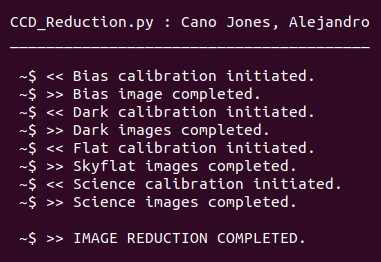 CCD_Reduction.py : Cano Jones, Alejandro
~$ << Bias calibration initiated.
~$ >> Bias image completed.
~$ << Dark calibration initiated.
~$ >> Dark images completed.
~$ << Flat calibration initiated.
~$ >> Skyflat images completed.
~$ << Science calibration initiated.
~$ >> Science images completed.
~$ >> IMAGE REDUCTION COMPLETED.